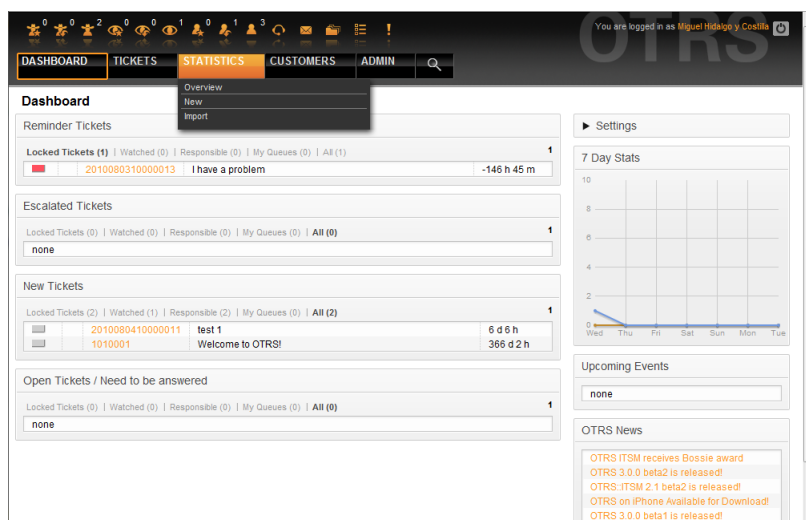 0 0 2 0 0 1 0 1 3
You are logged in as Miguel Hidalgo y Costilla
OTRS
DASHBOARD TICKETS STATISTICS CUSTOMERS ADMIN
Overview
New
Import
Dashboard
Reminder Tickets
Locked Tickets (1) | Watched (0) | Responsible (0) | My Queues (0) | All (1) 1
2010080310000013 I have a problem -146 h 45 m
Escalated Tickets
Locked Tickets (0) | Watched (0) | Responsible (0) | My Queues (0) | All (0) 1
none
New Tickets
Locked Tickets (2) | Watched (1) | Responsible (2) | My Queues (0) | All (2) 1
2010080410000011 test 1 6 d 6 h
1010001 Welcome to OTRS! 366 d 2 h
Open Tickets / Need to be answered
Locked Tickets (0) | Watched (0) | Responsible (0) | My Queues (0) | All (0) 1
none
Settings
7 Day Stats
10
8
6
4
2
0
Wed Thu Fri Sat Sun Mon Tue
Upcoming Events
none
OTRS News
OTRS ITSM receives Bossie award
OTRS 3.0.0 beta2 is released!
OTRS::ITSM 2.1 beta2 is released!
OTRS on iPhone Available for Download!
OTRS 3.0.0 beta1 is released!